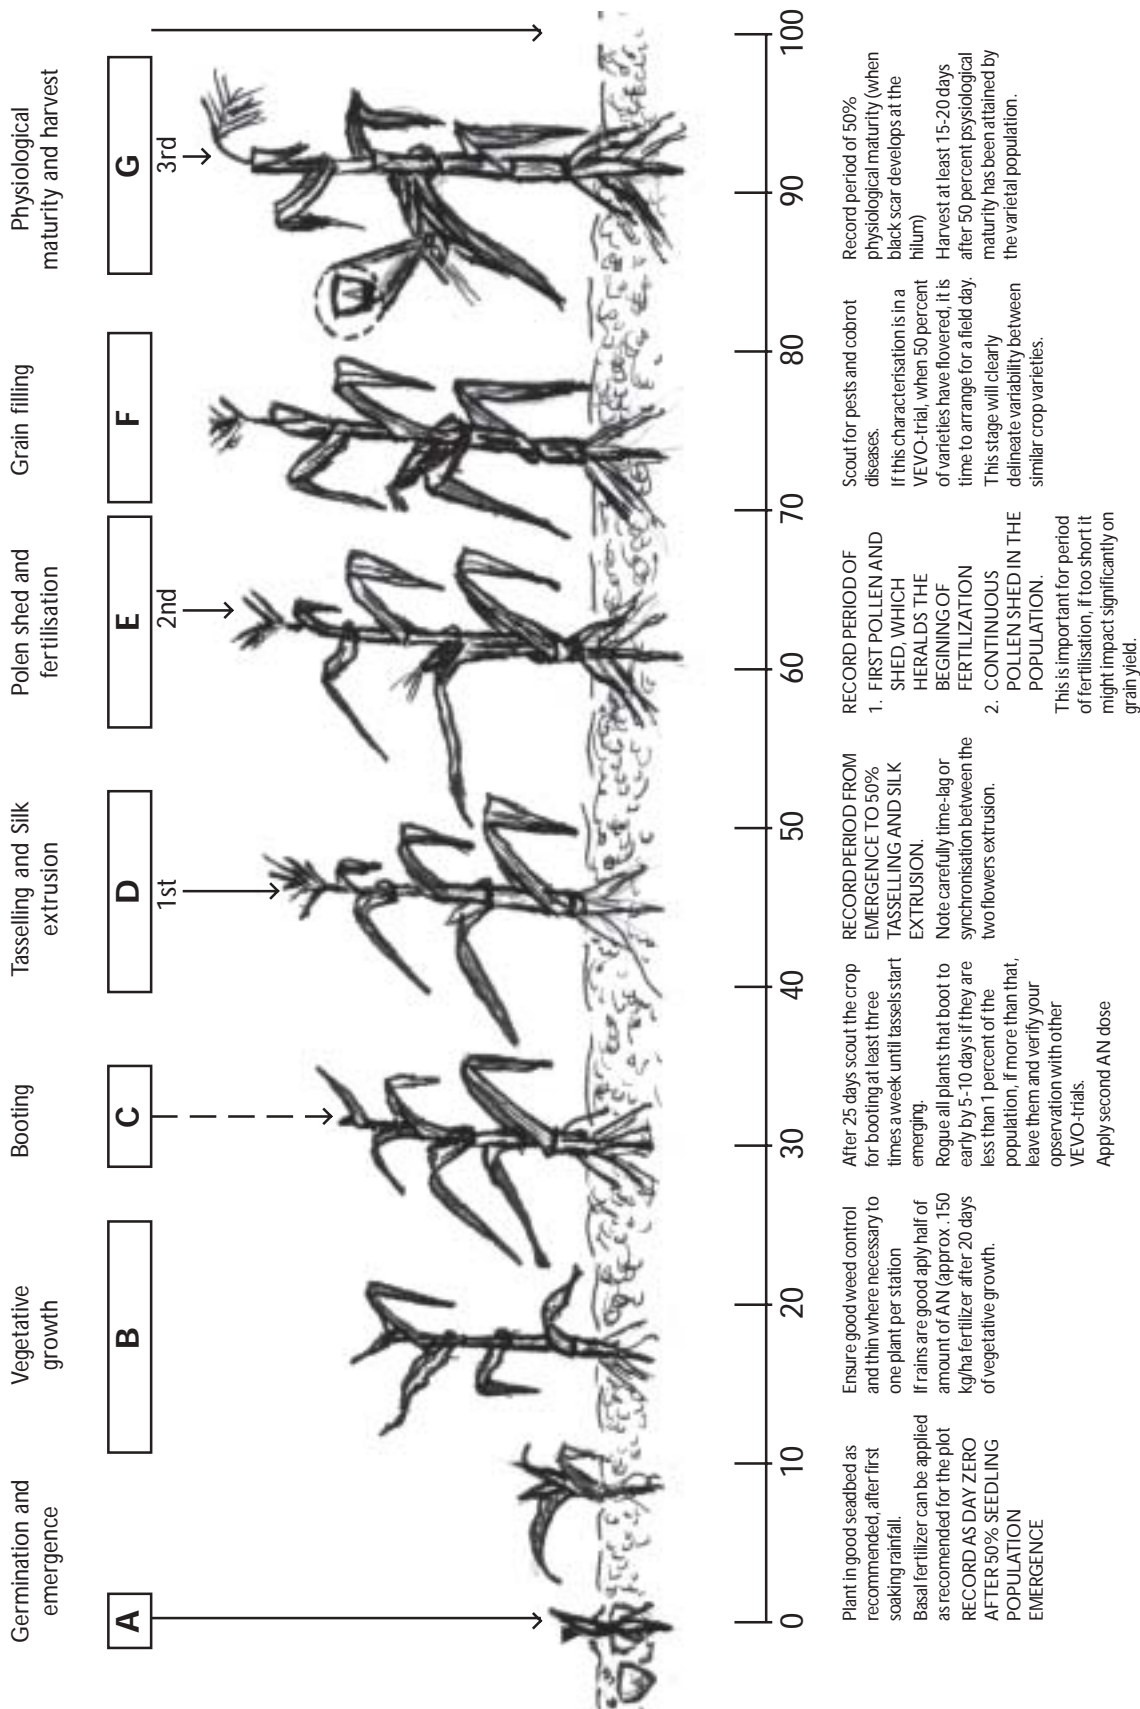 Germination and
emergence
Vegetative
growth
Booting
Tasselling and Silk
extrusion
Polen shed and
fertilisation
Grain filling
Physiological
maturity and harvest
A
B
C
D
E
F
G
1st
2nd
3rd
0
10
20
30
40
50
60
70
80
90
100
Plant in good seadbed as
recommended, after first
soaking rainfall.
Basal fertilizer can be applied
as recomended for the plot
RECORD AS DAY ZERO
AFTER 50% SEEDLING
POPULATION
EMERGENCE
Ensure good weed control
and thin where necessary to
one plant per station
If rains are good aply half of
amount of AN (approx .150
kg/ha fertilizer after 20 days
of vegetative growth.
After 25 days scout the crop
for booting at least three
times a week until tassels start
emerging.
Rogue all plants that boot to
early by 5-10 days if they are
less than 1 percent of the
population, if more than that,
leave them and verify your
opservation with other
VEVO-trials.
Apply second AN dose
RECORD PERIOD FROM
EMERGENCE TO 50%
TASSELLING AND SILK
EXTRUSION.
Note carefully time-lag or
synchronisation between the
two flowers extrusion.
RECORD PERIOD OF
1. FIRST POLLEN AND
SHED, WHICH
HERALDS THE
BEGINING OF
FERTILIZATION
2. CONTINUOUS
POLLEN SHED IN THE
POPULATION.
This is important for period
of fertilisation, if too short it
might impact significantly on
grain yield.
Scout for pests and cobrot
diseases.
If this characterisation is in a
VEVO-trial, when 50 percent
of varieties have flovered, it is
time to arrange for a field day.
This stage will clearly
delineate variability between
similar crop varieties.
Record period of 50%
physiological maturity (when
black scar develops at the
hilum)
Harvest at least 15-20 days
after 50 percent psysiological
maturity has been attained by
the varietal population.